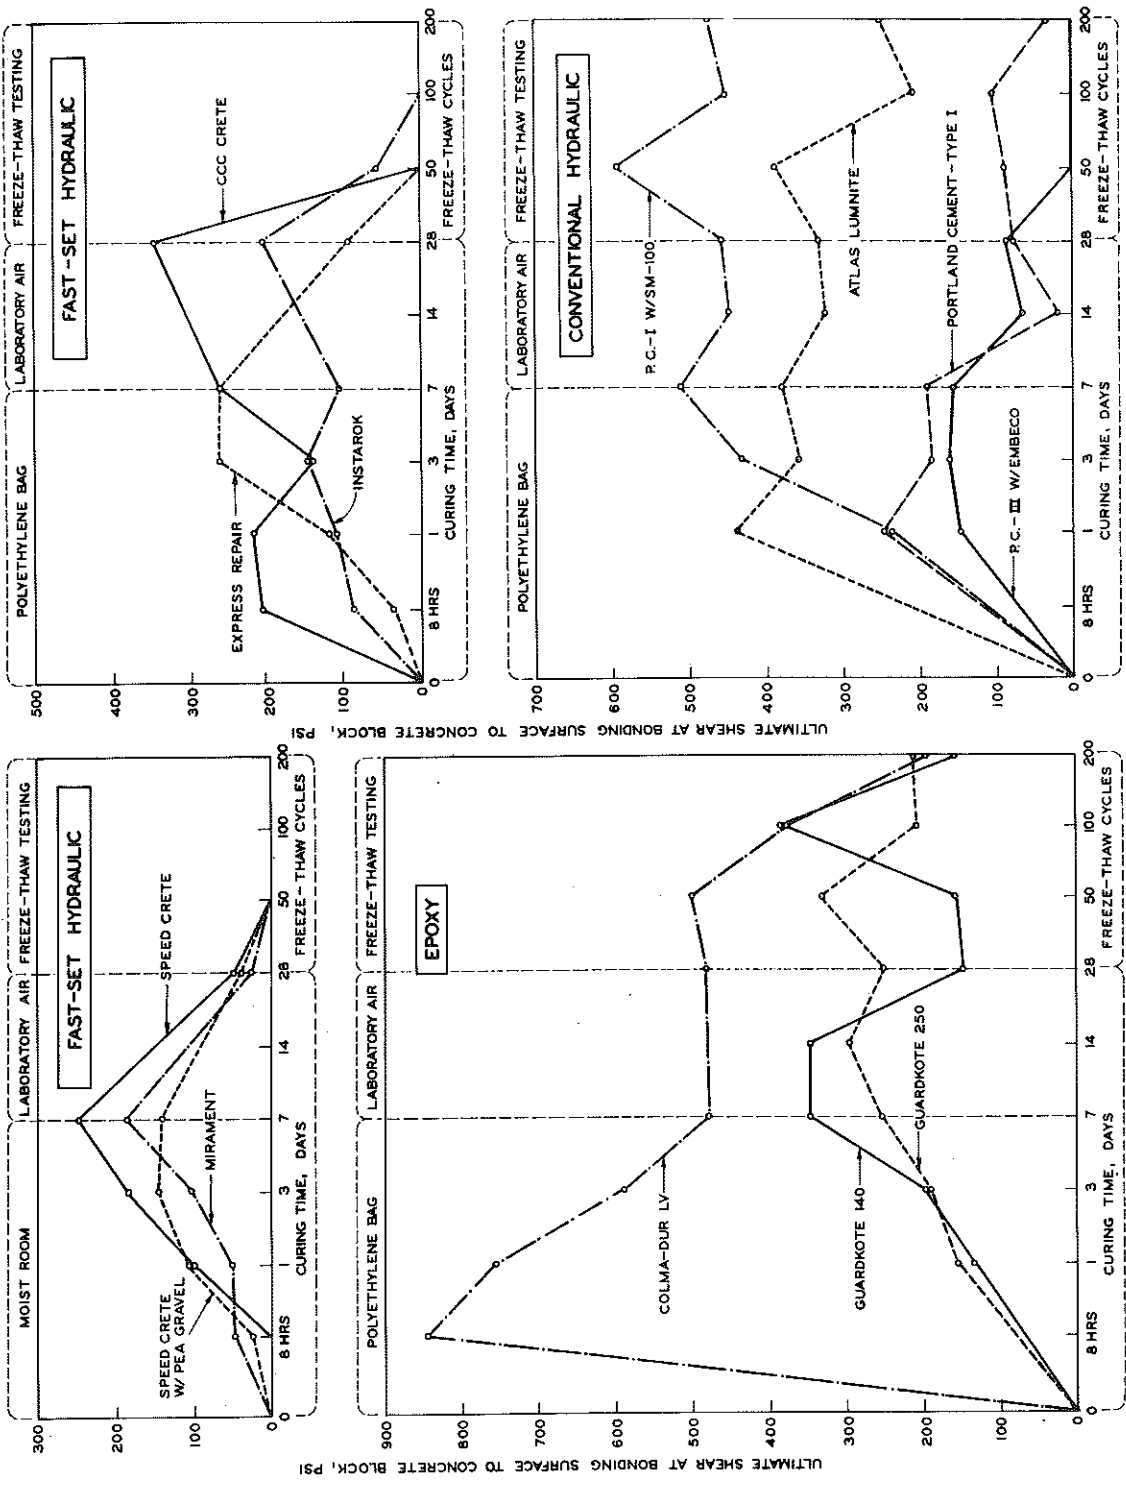 MOIST ROOM
LABORATORY AIR
FREEZE-THAW TESTING
FAST-SET HYDRAULIC
300
200
100
0
SPEED CRETE
W/PEA GRAVEL
MIRAMENT
SPEED CRETE
0
8 HRS
1
3
7
14
28
50
100
200
CURING TIME, DAYS
FREEZE-THAW CYCLES
POLYETHYLENE BAG
LABORATORY AIR
FREEZE-THAW TESTING
FAST-SET HYDRAULIC
500
400
300
200
100
0
EXPRESS REPAIR
INSTAROK
CCC CRETE
0
8 HRS
1
3
7
14
28
50
100
200
CURING TIME, DAYS
FREEZE-THAW CYCLES
ULTIMATE SHEAR AT BONDING SURFACE TO CONCRETE BLOCK, PSI
POLYETHYLENE BAG
LABORATORY AIR
FREEZE-THAW TESTING
EPOXY
900
800
700
600
500
400
300
200
100
0
COLMA-DUR LV
GUARDKOTE 140
GUARDKOTE 250
0
8 HRS
1
3
7
14
28
50
100
200
CURING TIME, DAYS
FREEZE-THAW CYCLES
ULTIMATE SHEAR AT BONDING SURFACE TO CONCRETE BLOCK, PSI
POLYETHYLENE BAG
LABORATORY AIR
FREEZE-THAW TESTING
CONVENTIONAL HYDRAULIC
700
600
500
400
300
200
100
0
P.C.-I W/SM-100
ATLAS LUMNITE
PORTLAND CEMENT-TYPE I
P.C.-III W/EMBECO
0
8 HRS
1
3
7
14
28
50
100
200
CURING TIME, DAYS
FREEZE-THAW CYCLES